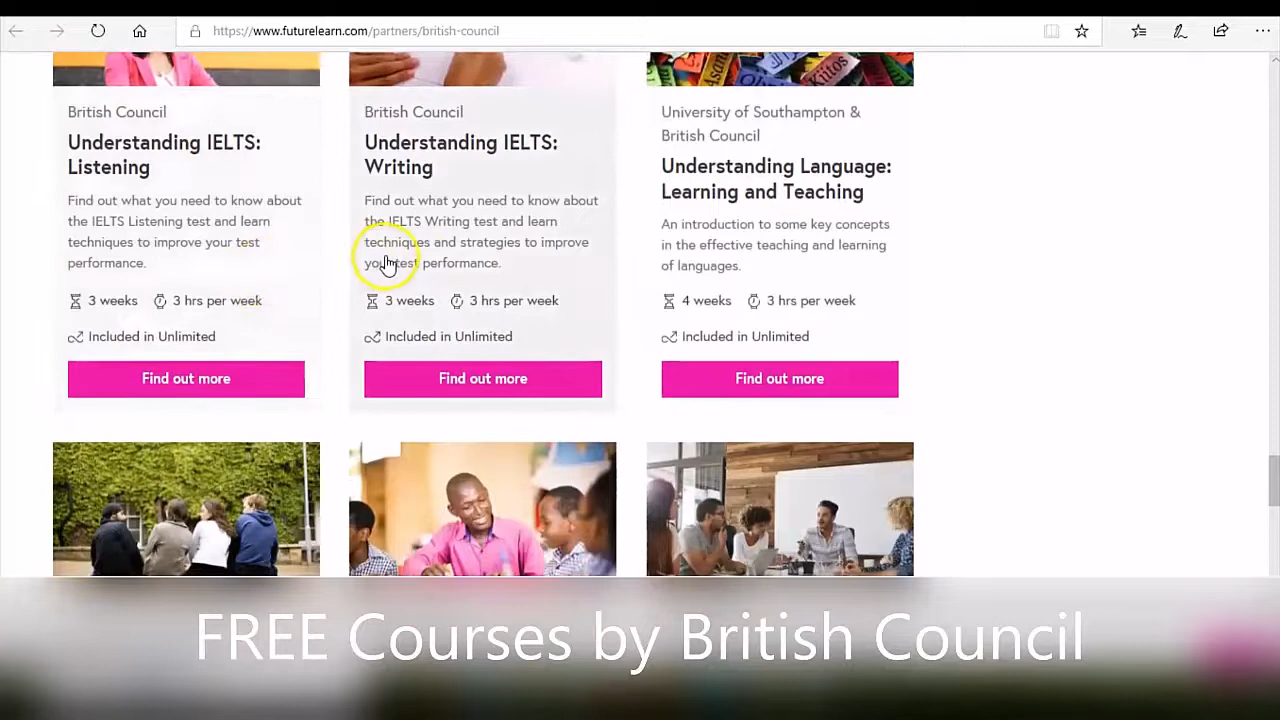 https://www.futurelearn.com/partners/british-council
British Council
Understanding IELTS:
Listening
Find out what you need to know about
the IELTS Listening test and learn
techniques to improve your test
performance.
3 weeks 3 hrs per week
Included in Unlimited
Find out more
British Council
Understanding IELTS:
Writing
Find out what you need to know about
the IELTS Writing test and learn
techniques and strategies to improve
your test performance.
3 weeks 3 hrs per week
Included in Unlimited
Find out more
University of Southampton &
British Council
Understanding Language:
Learning and Teaching
An introduction to some key concepts
in the effective teaching and learning
of languages.
4 weeks 3 hrs per week
Included in Unlimited
Find out more
Asante
Kiitos
FREE Courses by British Council